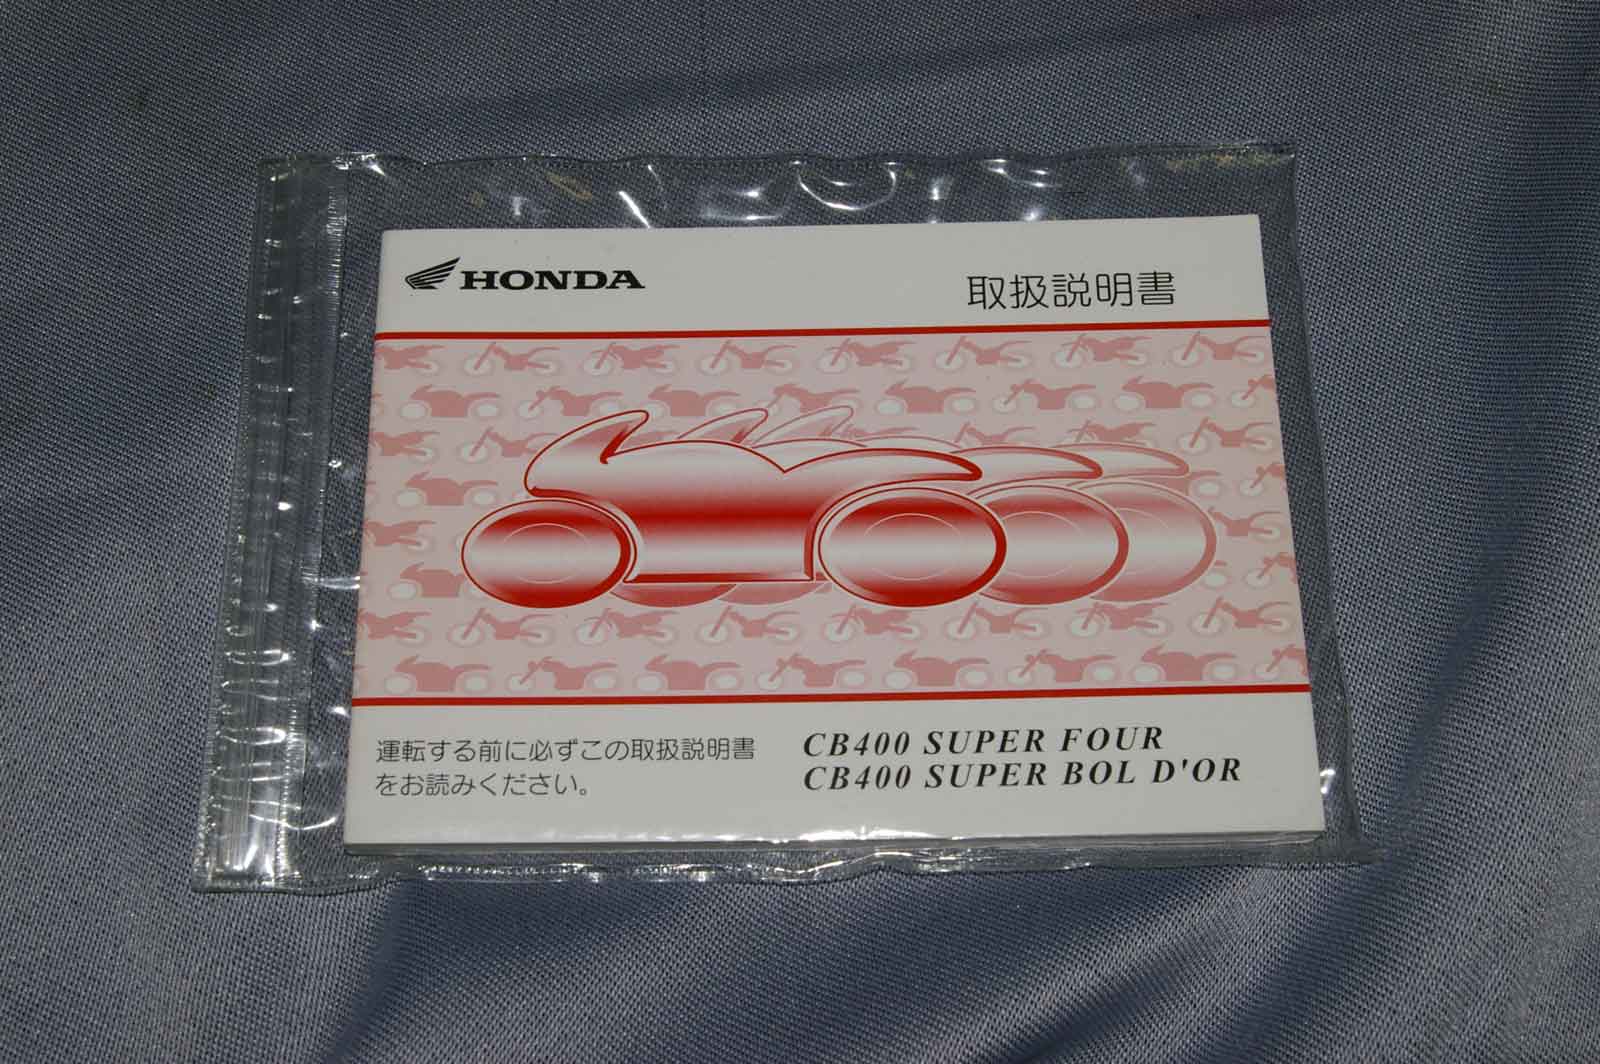 HONDA
取扱説明書
運転する前に必ずこの取扱説明書
をお読みください。
CB400 SUPER FOUR
CB400 SUPER BOL D'OR